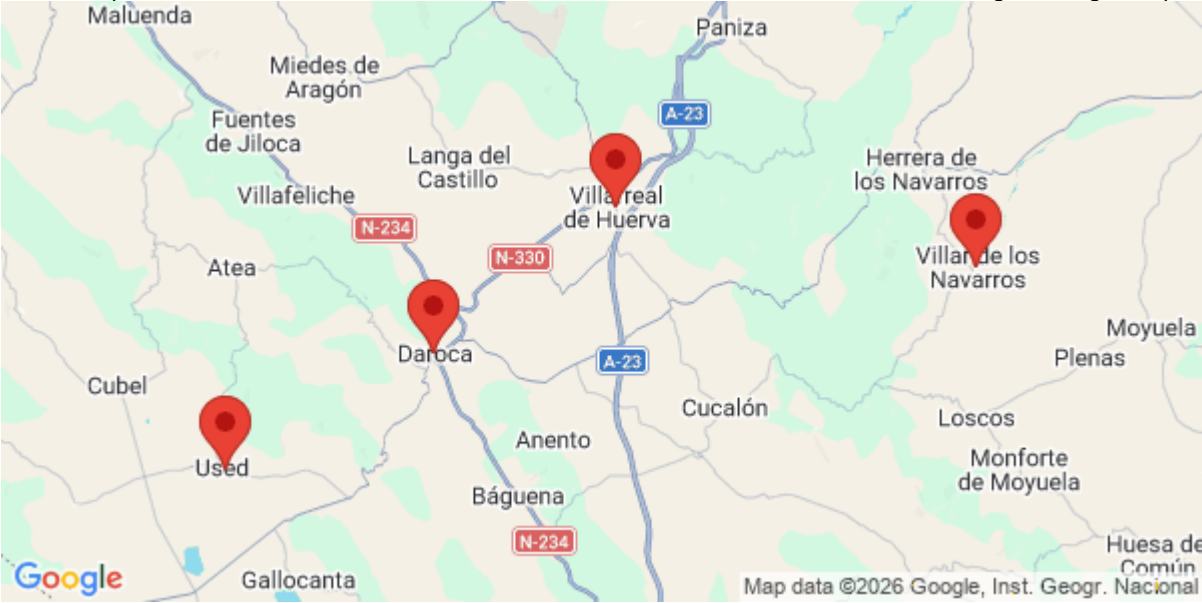 Maluenda
Paniza
Miedes de
Aragón
A-23
Fuentes
de Jiloca
Langa del
Castillo
Herrera de
los Navarros
Villafeliche
Villarreal
de Huerva
N-234
N-330
Villar de los
Navarros
Atea
Moyuela
Daroca
A-23
Plenas
Cubel
Cucalón
Loscos
Anento
Used
Monforte
de Moyuela
Báguena
N-234
Huesa de
Común
Gallocanta
Google
Map data ©2026 Google, Inst. Geogr. Nacional